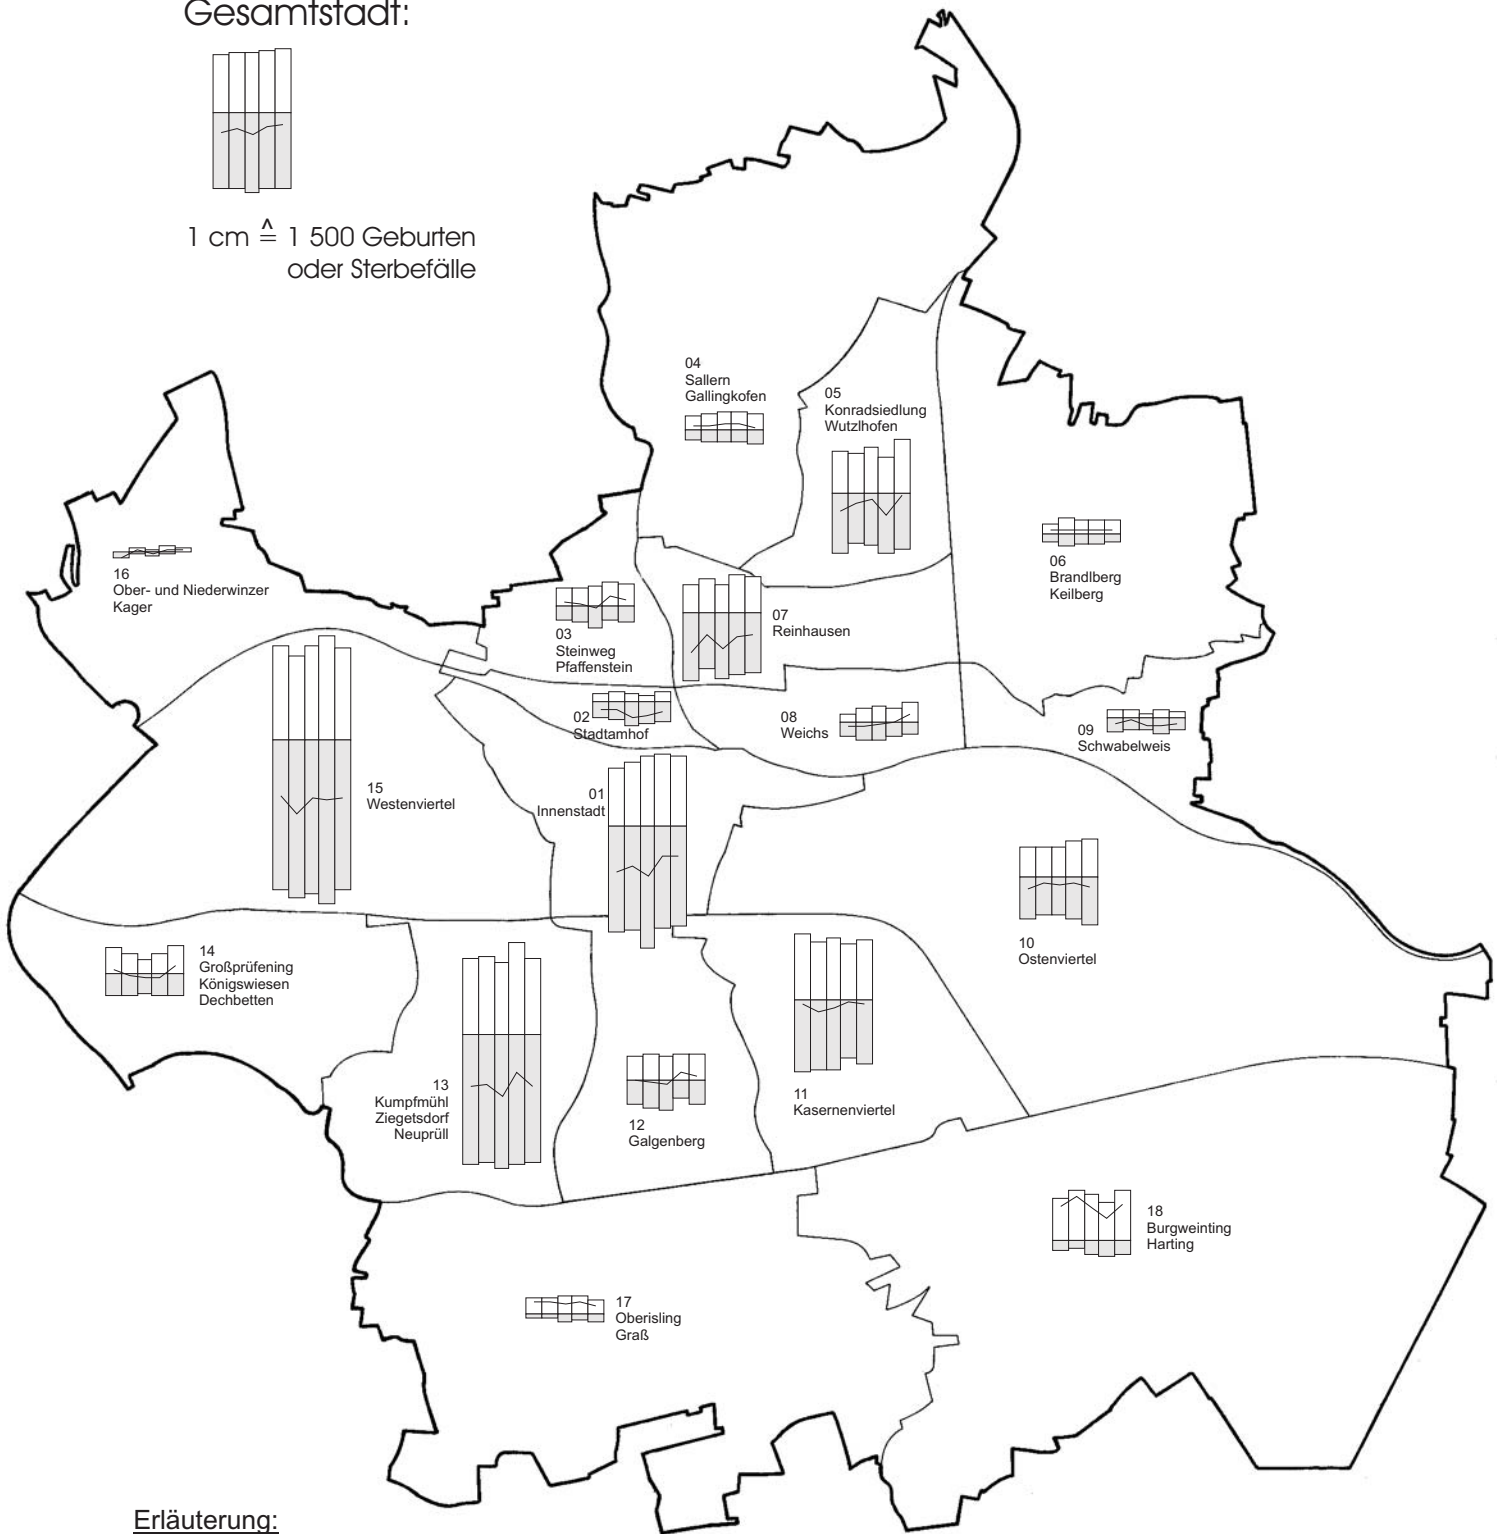 Gesamtstadt:
1 cm ≙ 1 500 Geburten
oder Sterbefälle
04
Sallern
Gallingkofen
05
Konradsiedlung
Wutzlhofen
06
Brandlberg
Keilberg
16
Ober- und Niederwinzer
Kager
03
Steinweg
Pfaffenstein
07
Reinhausen
02
Stadtamhof
08
Weichs
09
Schwabelweis
15
Westenviertel
01
Innenstadt
10
Ostenviertel
14
Großprüfening
Königswiesen
Dechbetten
13
Kumpfmühl
Ziegetsdorf
Neuprüll
12
Galgenberg
11
Kasernenviertel
18
Burgweinting
Harting
17
Oberisling
Graß
Erläuterung: